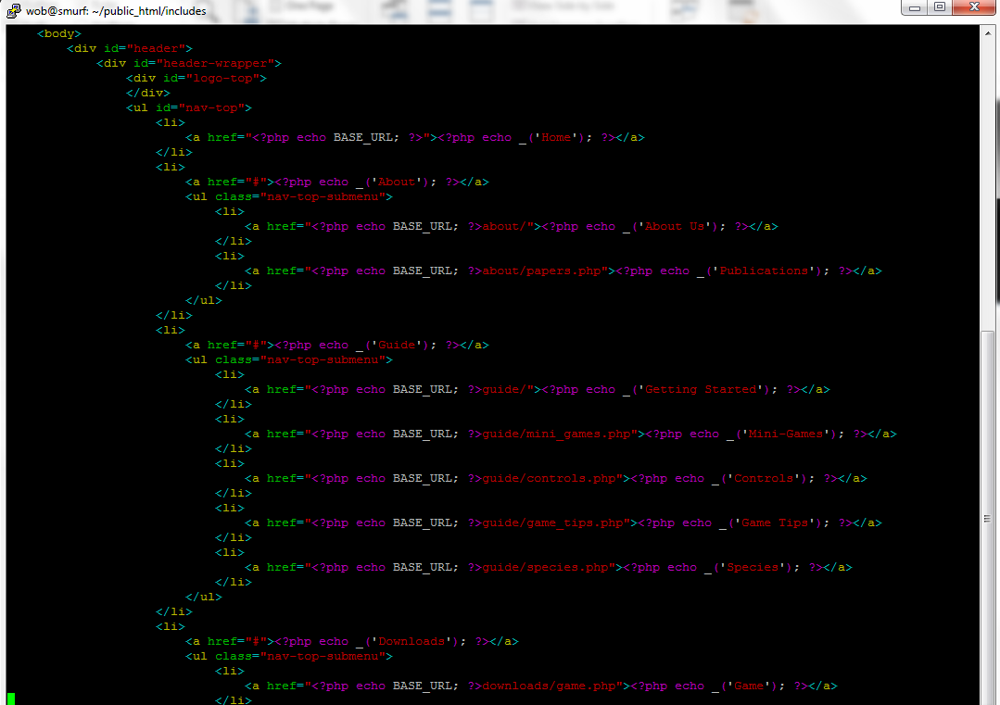 wob@smurf: ~/public_html/includes
<body>
<div id="header">
<div id="header-wrapper">
<div id="logo-top">
</div>
<ul id="nav-top">
<li>
<a href="<?php echo BASE_URL; ?>"><?php echo _('Home'); ?></a>
</li>
<li>
<a href="#"><?php echo _('About'); ?></a>
<ul class="nav-top-submenu">
<li>
<a href="<?php echo BASE_URL; ?>about/"><?php echo _('About Us'); ?></a>
</li>
<li>
<a href="<?php echo BASE_URL; ?>about/papers.php"><?php echo _('Publications'); ?></a>
</li>
</ul>
</li>
<li>
<a href="#"><?php echo _('Guide'); ?></a>
<ul class="nav-top-submenu">
<li>
<a href="<?php echo BASE_URL; ?>guide/"><?php echo _('Getting Started'); ?></a>
</li>
<li>
<a href="<?php echo BASE_URL; ?>guide/mini_games.php"><?php echo _('Mini-Games'); ?></a>
</li>
<li>
<a href="<?php echo BASE_URL; ?>guide/controls.php"><?php echo _('Controls'); ?></a>
</li>
<li>
<a href="<?php echo BASE_URL; ?>guide/game_tips.php"><?php echo _('Game Tips'); ?></a>
</li>
<li>
<a href="<?php echo BASE_URL; ?>guide/species.php"><?php echo _('Species'); ?></a>
</li>
</ul>
</li>
<li>
<a href="#"><?php echo _('Downloads'); ?></a>
<ul class="nav-top-submenu">
<li>
<a href="<?php echo BASE_URL; ?>downloads/game.php"><?php echo _('Game'); ?></a>
</li>